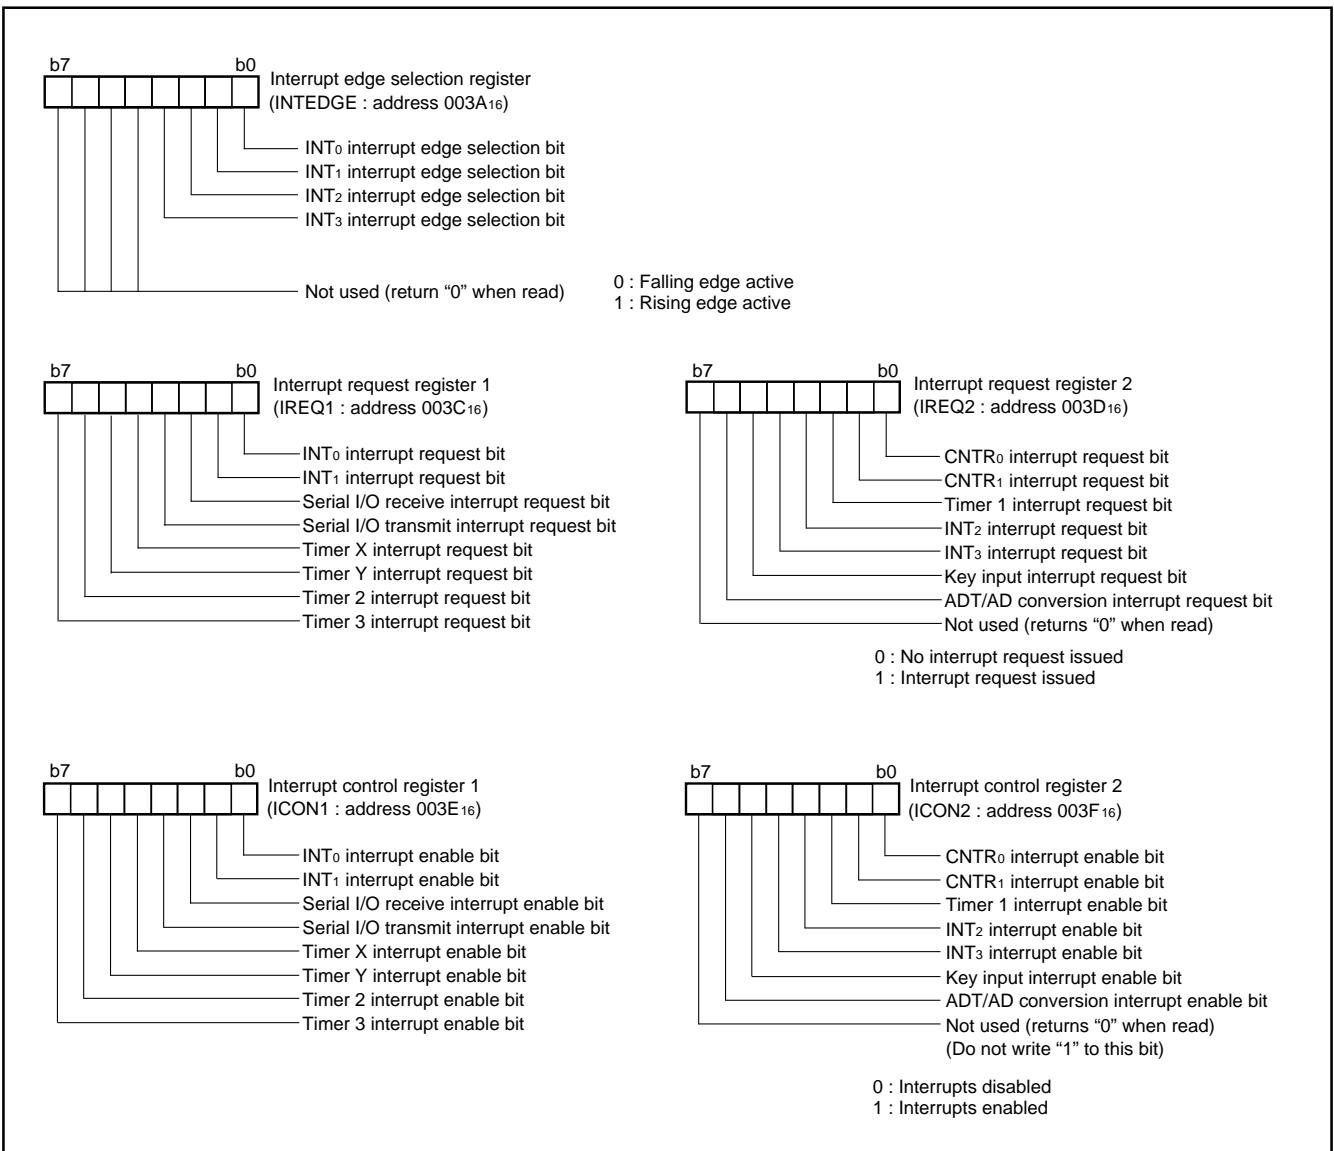 b7 b0
Interrupt edge selection register
(INTEDGE : address 003A₁₆)
INT₀ interrupt edge selection bit
INT₁ interrupt edge selection bit
INT₂ interrupt edge selection bit
INT₃ interrupt edge selection bit
Not used (return “0” when read)
0 : Falling edge active
1 : Rising edge active
b7 b0
Interrupt request register 1
(IREQ1 : address 003C₁₆)
INT₀ interrupt request bit
INT₁ interrupt request bit
Serial I/O receive interrupt request bit
Serial I/O transmit interrupt request bit
Timer X interrupt request bit
Timer Y interrupt request bit
Timer 2 interrupt request bit
Timer 3 interrupt request bit
b7 b0
Interrupt request register 2
(IREQ2 : address 003D₁₆)
CNTR₀ interrupt request bit
CNTR₁ interrupt request bit
Timer 1 interrupt request bit
INT₂ interrupt request bit
INT₃ interrupt request bit
Key input interrupt request bit
ADT/AD conversion interrupt request bit
Not used (returns “0” when read)
0 : No interrupt request issued
1 : Interrupt request issued
b7 b0
Interrupt control register 1
(ICON1 : address 003E₁₆)
INT₀ interrupt enable bit
INT₁ interrupt enable bit
Serial I/O receive interrupt enable bit
Serial I/O transmit interrupt enable bit
Timer X interrupt enable bit
Timer Y interrupt enable bit
Timer 2 interrupt enable bit
Timer 3 interrupt enable bit
b7 b0
Interrupt control register 2
(ICON2 : address 003F₁₆)
CNTR₀ interrupt enable bit
CNTR₁ interrupt enable bit
Timer 1 interrupt enable bit
INT₂ interrupt enable bit
INT₃ interrupt enable bit
Key input interrupt enable bit
ADT/AD conversion interrupt enable bit
Not used (returns “0” when read)
(Do not write “1” to this bit)
0 : Interrupts disabled
1 : Interrupts enabled